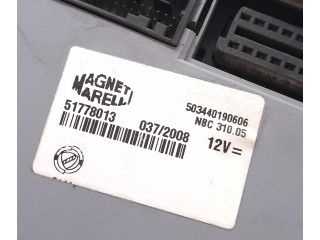 MAGNETI
MARELLI
51778013
037/2008
503440190606
NBC 310.05
12V=